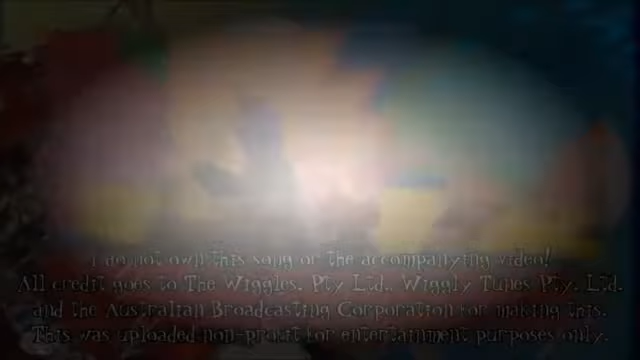 I do not own this song or the accompanying video!
All credit goes to The Wiggles, Pty Ltd., Wiggly Tunes Pty. Ltd.
and the Australian Broadcasting Corporation for making this.
This was uploaded non-profit for entertainment purposes only.